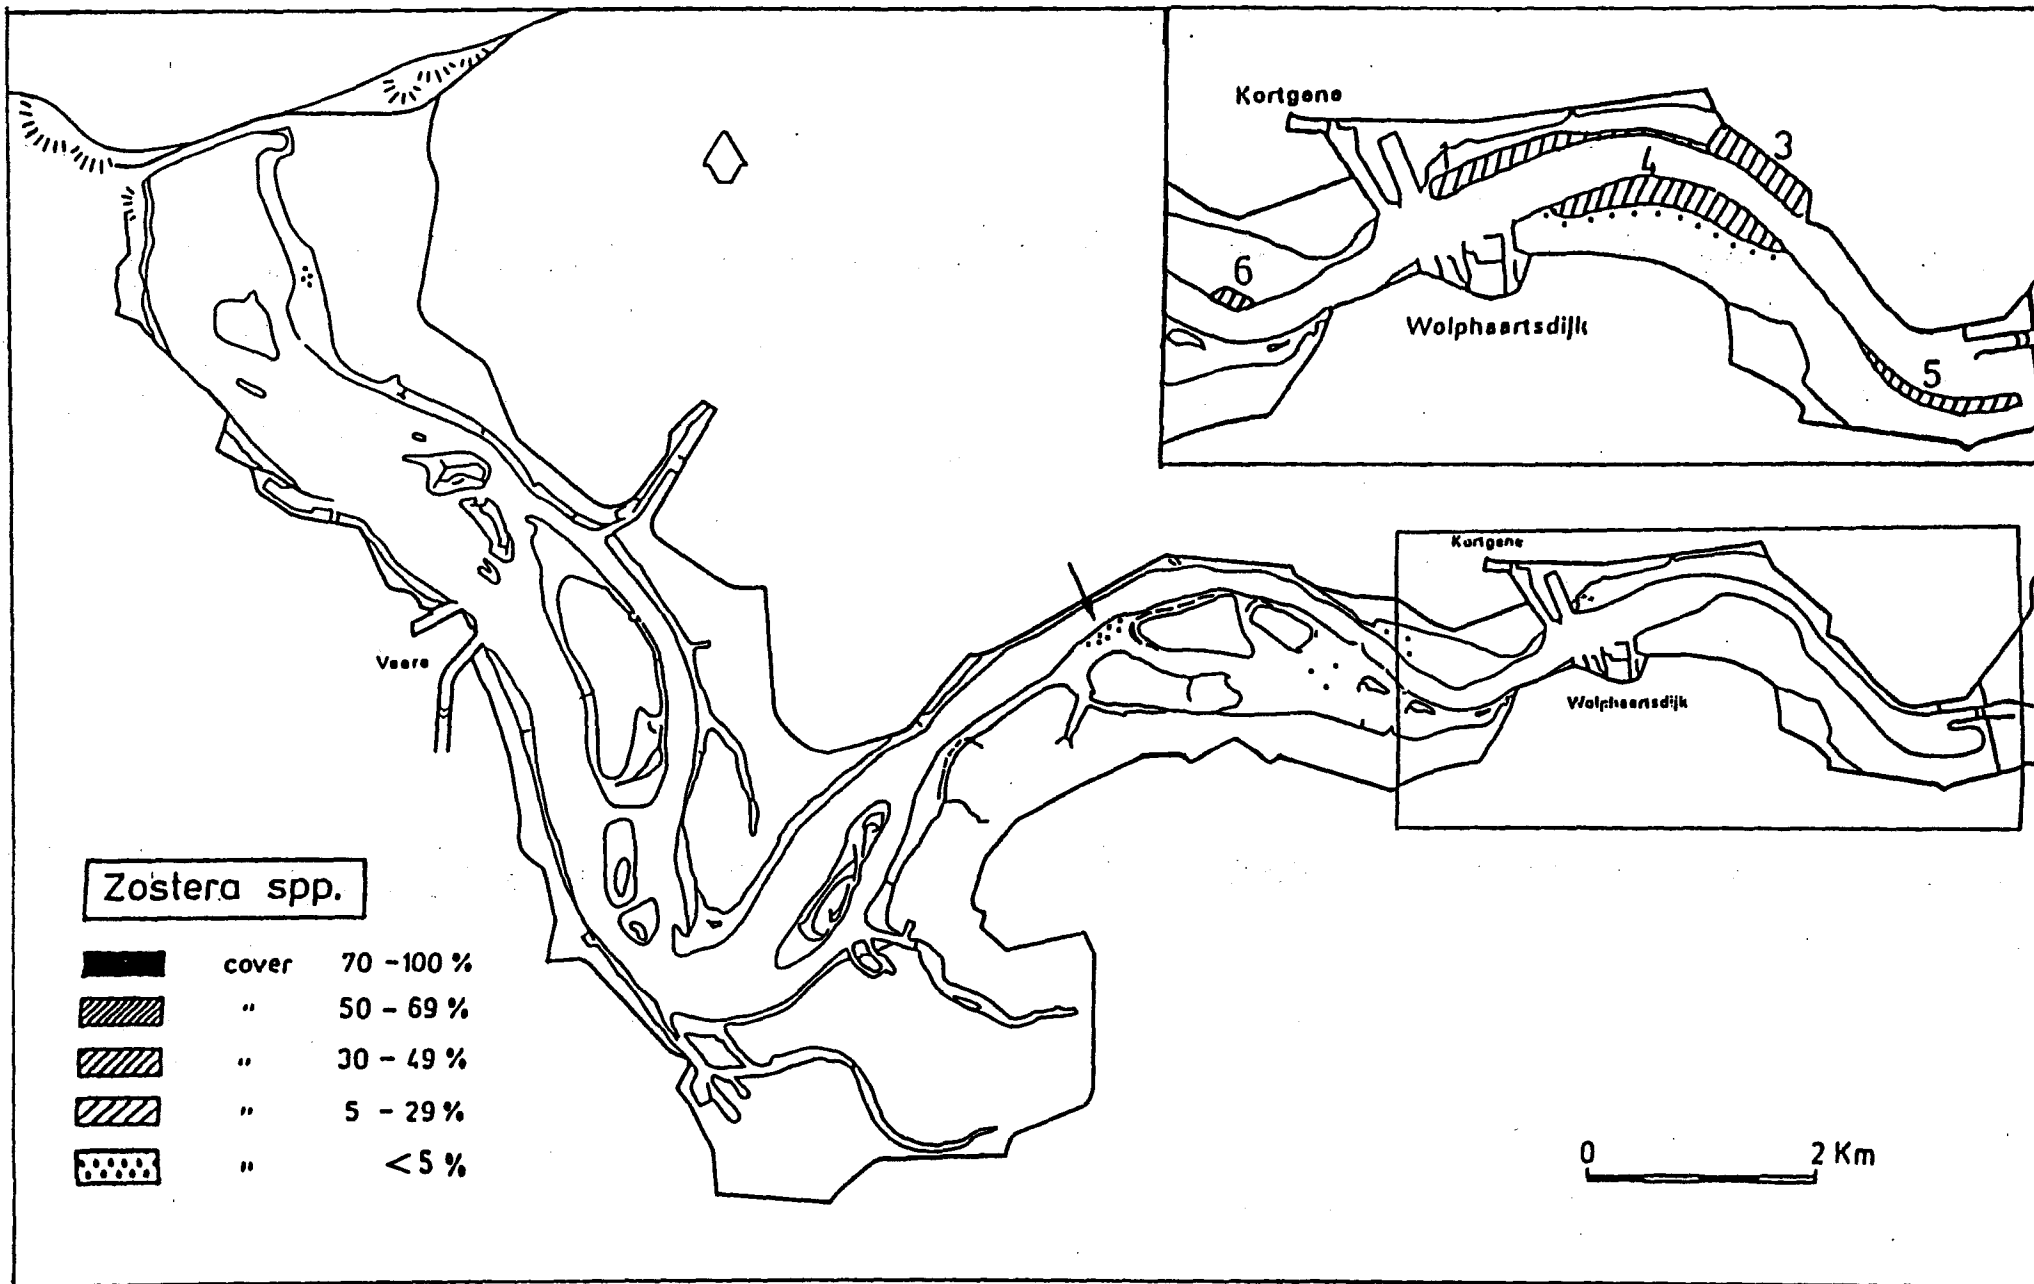 Kortgene
3
1
4
6
Wolphaartsdijk
5
Kortgene
Veere
Wolphaartsdijk
Zostera spp.
cover 70 - 100 %
" 50 - 69 %
" 30 - 49 %
" 5 - 29 %
" < 5 %
0 2 Km